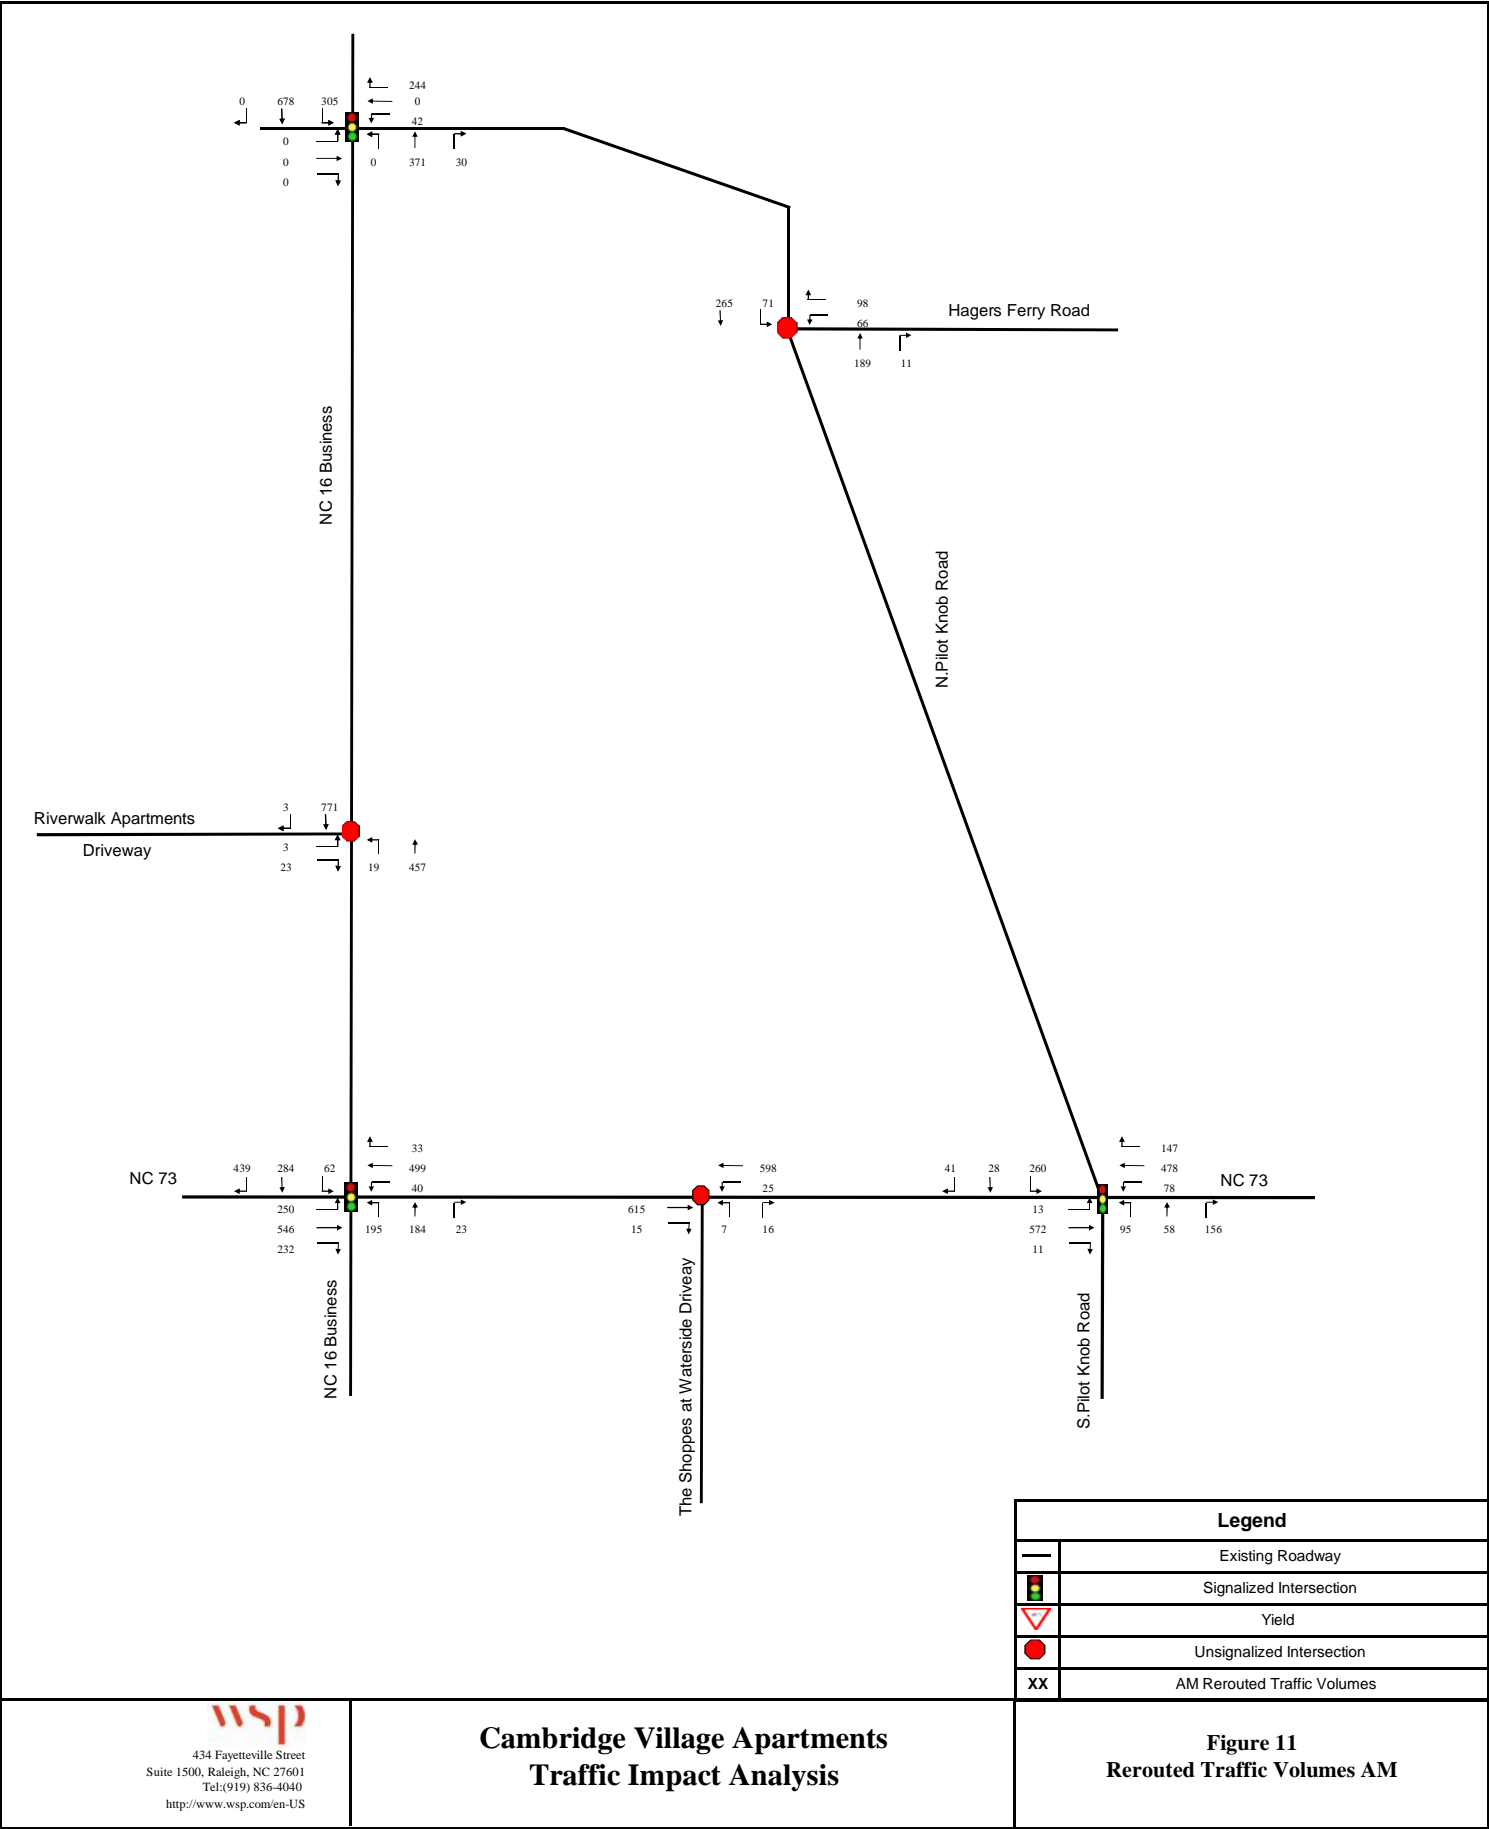 244
0 678 305 0
42
0
0 0 371 30
0
265 71 98
Hagers Ferry Road
66
189 11
NC 16 Business
N.Pilot Knob Road
3 771
Riverwalk Apartments
Driveway
3
23 19 457
33 147
439 284 62 499 598 41 28 260 478
NC 73 40 25 78 NC 73
250 615 13
546 195 184 23 15 7 16 572 95 58 156
232 11
NC 16 Business
The Shoppes at Waterside Driveay
S.Pilot Knob Road
Legend
Existing Roadway
Signalized Intersection
Yield
Unsignalized Intersection
XX AM Rerouted Traffic Volumes
wsp
434 Fayetteville Street
Suite 1500, Raleigh, NC 27601
Tel:(919) 836-4040
http://www.wsp.com/en-US
Cambridge Village Apartments
Traffic Impact Analysis
Figure 11
Rerouted Traffic Volumes AM